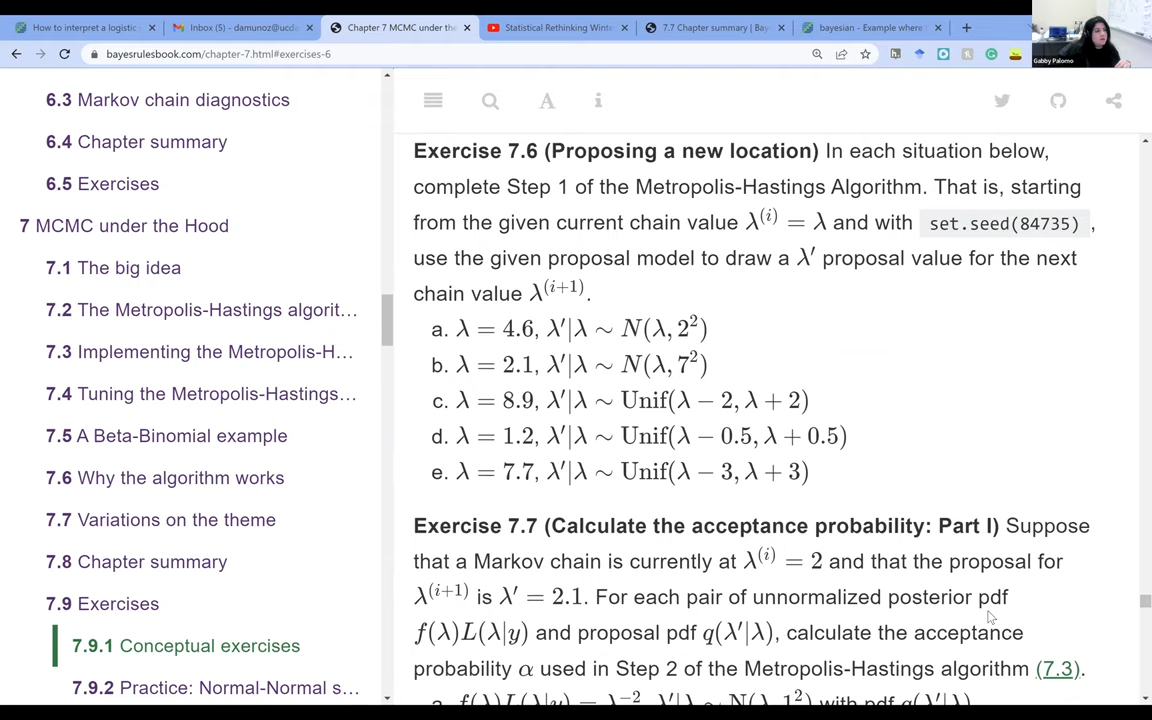 How to interpret a logistic
Inbox (5) - damunoz@ucda
Chapter 7 MCMC under the
Statistical Rethinking Winte
7.7 Chapter summary | Bay
bayesian - Example where
bayesrulesbook.com/chapter-7.html#exercises-6
Gabby Palomo
6.3 Markov chain diagnostics
6.4 Chapter summary
6.5 Exercises
7 MCMC under the Hood
7.1 The big idea
7.2 The Metropolis-Hastings algorit...
7.3 Implementing the Metropolis-H...
7.4 Tuning the Metropolis-Hastings...
7.5 A Beta-Binomial example
7.6 Why the algorithm works
7.7 Variations on the theme
7.8 Chapter summary
7.9 Exercises
7.9.1 Conceptual exercises
7.9.2 Practice: Normal-Normal s...
Exercise 7.6 (Proposing a new location) In each situation below,
complete Step 1 of the Metropolis-Hastings Algorithm. That is, starting
from the given current chain value λ^(i) = λ and with set.seed(84735) ,
use the given proposal model to draw a λ′ proposal value for the next
chain value λ^(i+1).
a. λ = 4.6, λ′|λ ∼ N(λ, 2²)
b. λ = 2.1, λ′|λ ∼ N(λ, 7²)
c. λ = 8.9, λ′|λ ∼ Unif(λ − 2, λ + 2)
d. λ = 1.2, λ′|λ ∼ Unif(λ − 0.5, λ + 0.5)
e. λ = 7.7, λ′|λ ∼ Unif(λ − 3, λ + 3)
Exercise 7.7 (Calculate the acceptance probability: Part I) Suppose
that a Markov chain is currently at λ^(i) = 2 and that the proposal for
λ^(i+1) is λ′ = 2.1. For each pair of unnormalized posterior pdf
f(λ)L(λ|y) and proposal pdf q(λ′|λ), calculate the acceptance
probability α used in Step 2 of the Metropolis-Hastings algorithm (7.3).
a. f(λ)L(λ|y) = λ⁻², λ′|λ ∼ N(λ, 1²) with pdf q(λ′|λ)